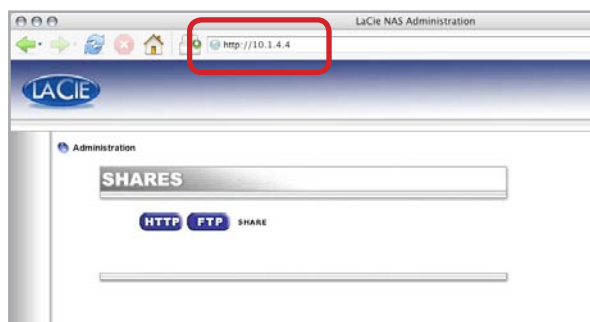 LaCie NAS Administration
http://10.1.4.4
LACIE
Administration
SHARES
HTTP FTP SHARE